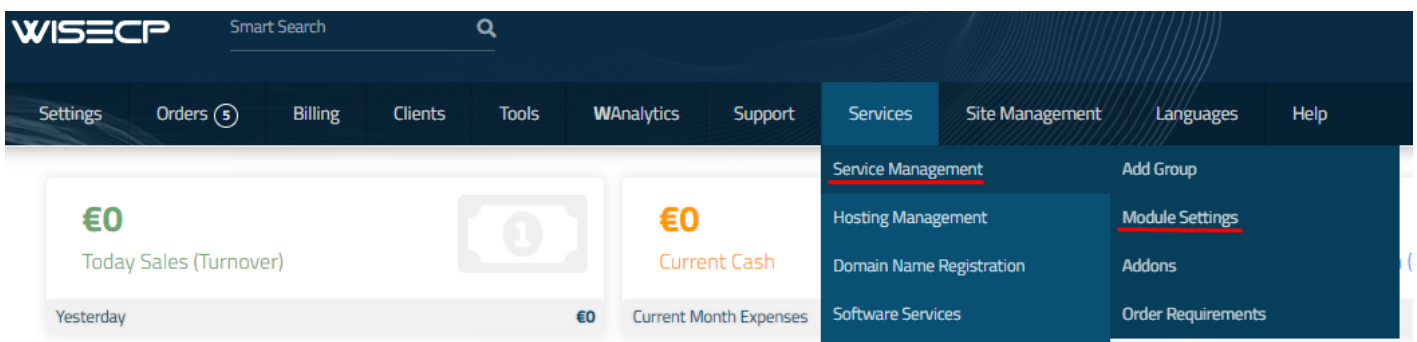 WISECP Smart Search
Settings Orders 5 Billing Clients Tools WAnalytics Support Services Site Management Languages Help
Service Management Add Group
€0 €0 Hosting Management Module Settings
Today Sales (Turnover) Current Cash Domain Name Registration Addons (
Yesterday €0 Current Month Expenses Software Services Order Requirements